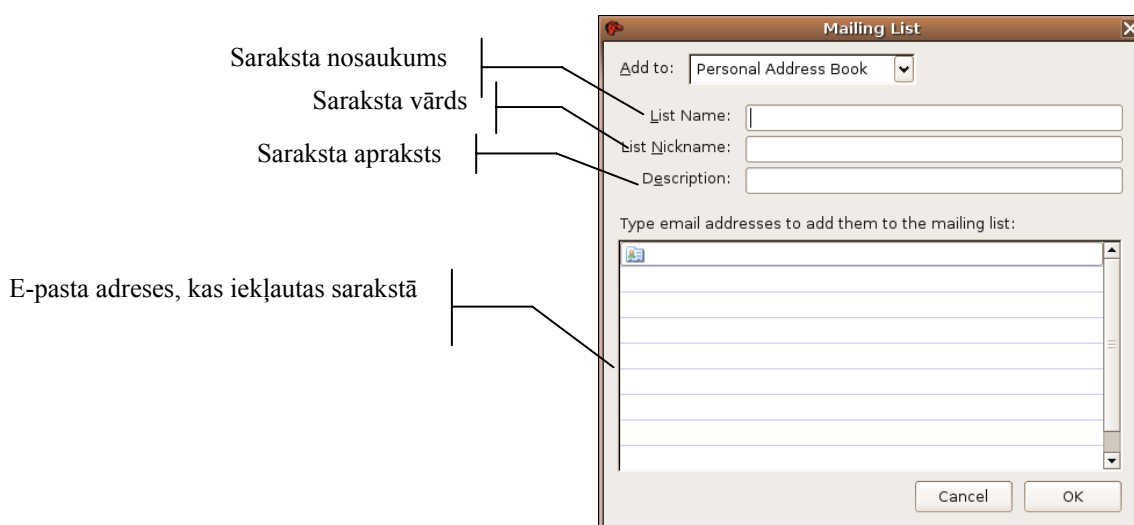 Mailing List
Saraksta nosaukums
Add to: Personal Address Book
Saraksta vārds
List Name:
Saraksta apraksts
List Nickname:
Description:
Type email addresses to add them to the mailing list:
E-pasta adreses, kas iekļautas sarakstā
Cancel OK